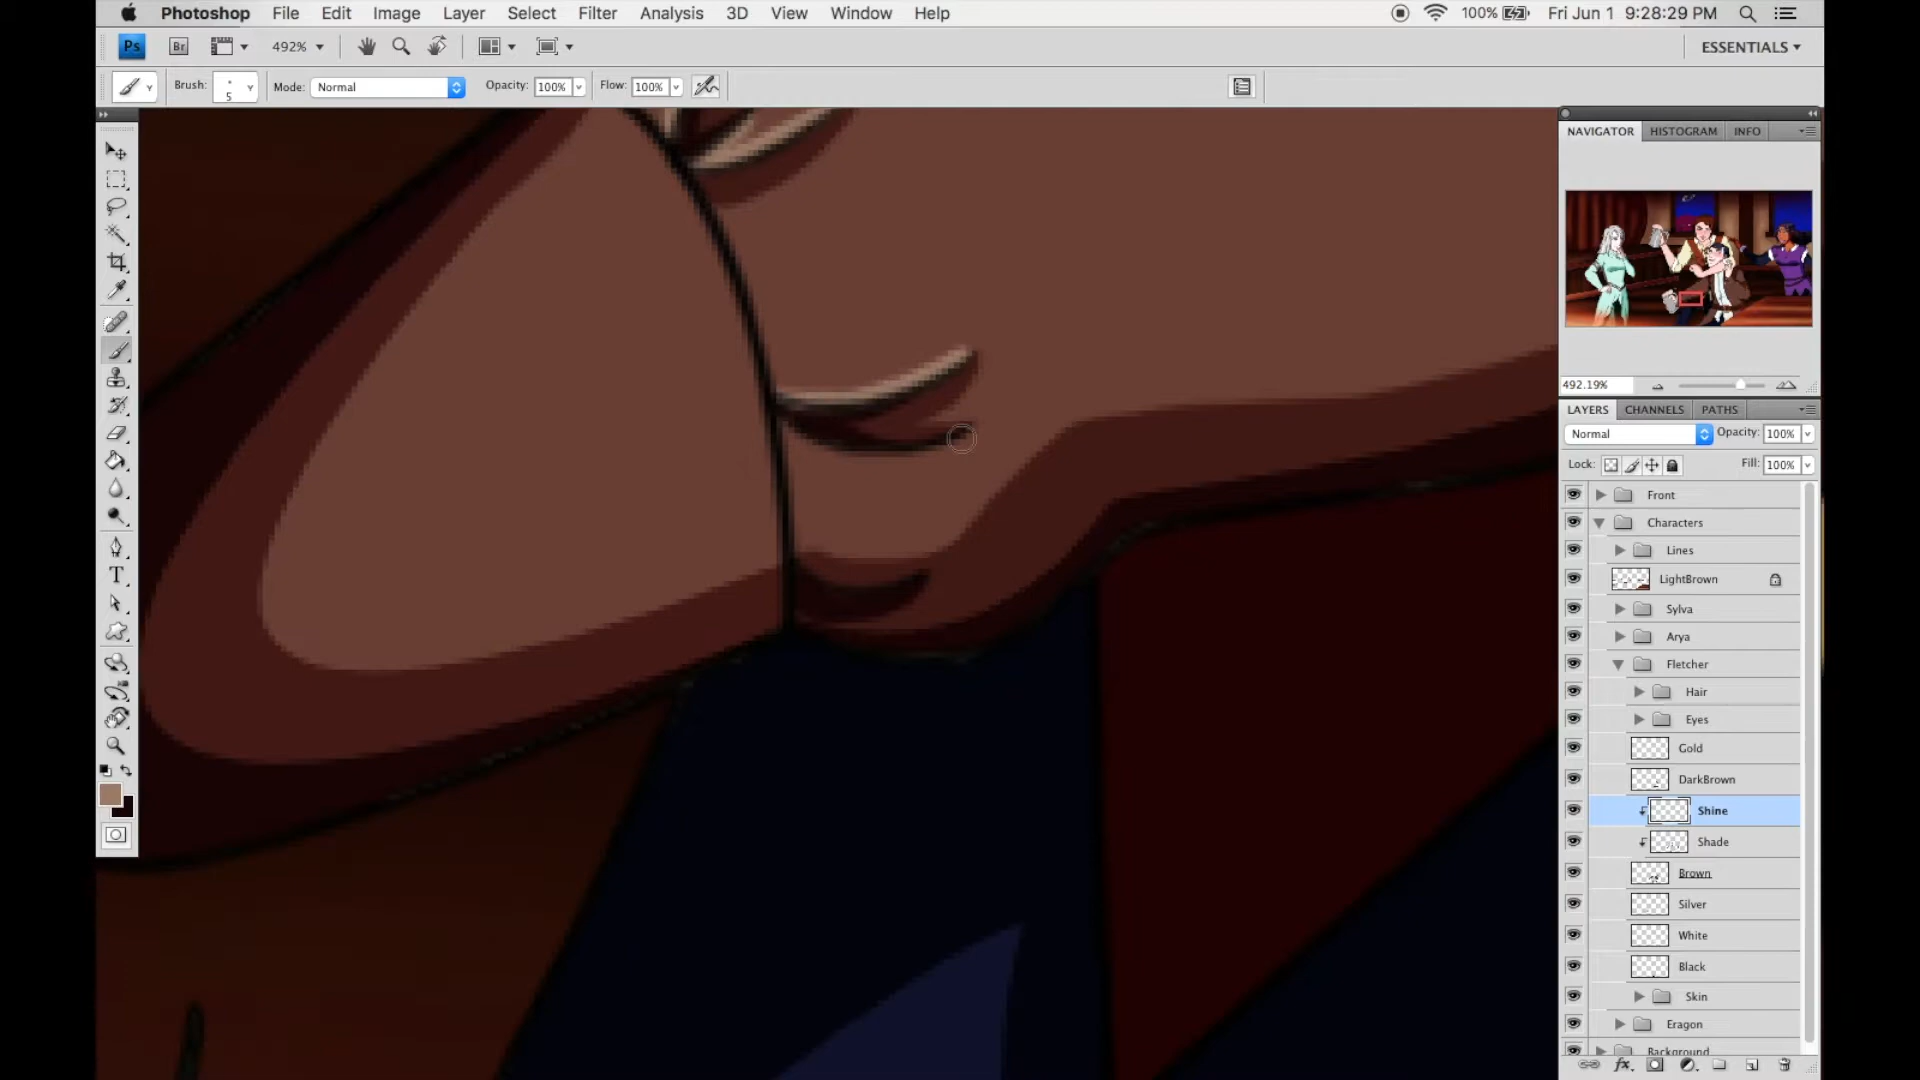 Photoshop File Edit Image Layer Select Filter Analysis 3D View Window Help 100% Fri Jun 1 9:28:29 PM
Ps Br 492% ESSENTIALS
Brush: 5 Mode: Normal Opacity: 100% Flow: 100%
NAVIGATOR HISTOGRAM INFO
492.19%
LAYERS CHANNELS PATHS
Normal Opacity: 100%
Lock: Fill: 100%
Front
Characters
Lines
LightBrown
Sylva
Arya
Fletcher
Hair
Eyes
Gold
DarkBrown
Shine
Shade
Brown
Silver
White
Black
Skin
Eragon
Background
T
fx